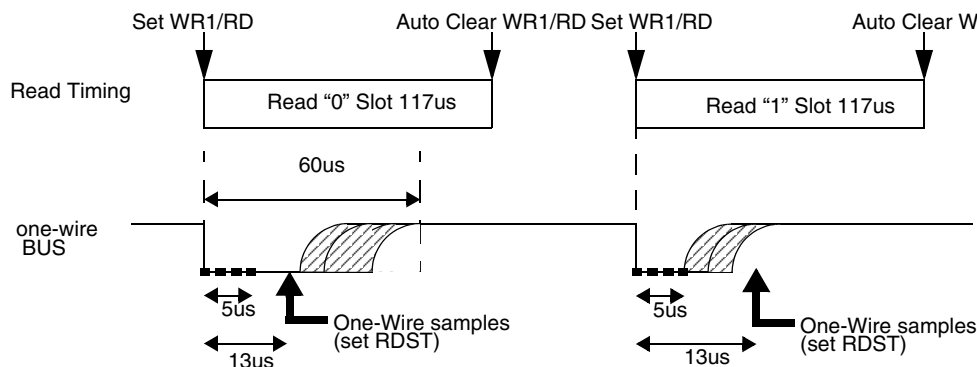 Set WR1/RD
Auto Clear WR1/RD
Set WR1/RD
Auto Clear W
Read Timing
Read “0” Slot 117us
Read “1” Slot 117us
60us
one-wire
BUS
5us
One-Wire samples
(set RDST)
13us
5us
One-Wire samples
(set RDST)
13us